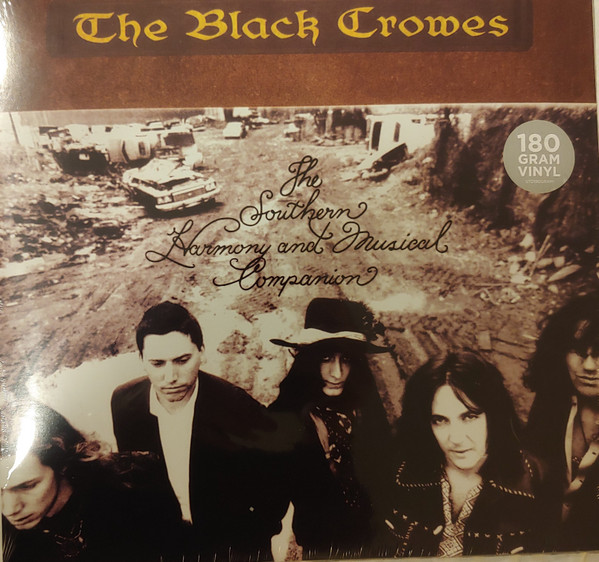 The Black Crowes
180
GRAM
VINYL
The
Southern
Harmony and Musical
Companion